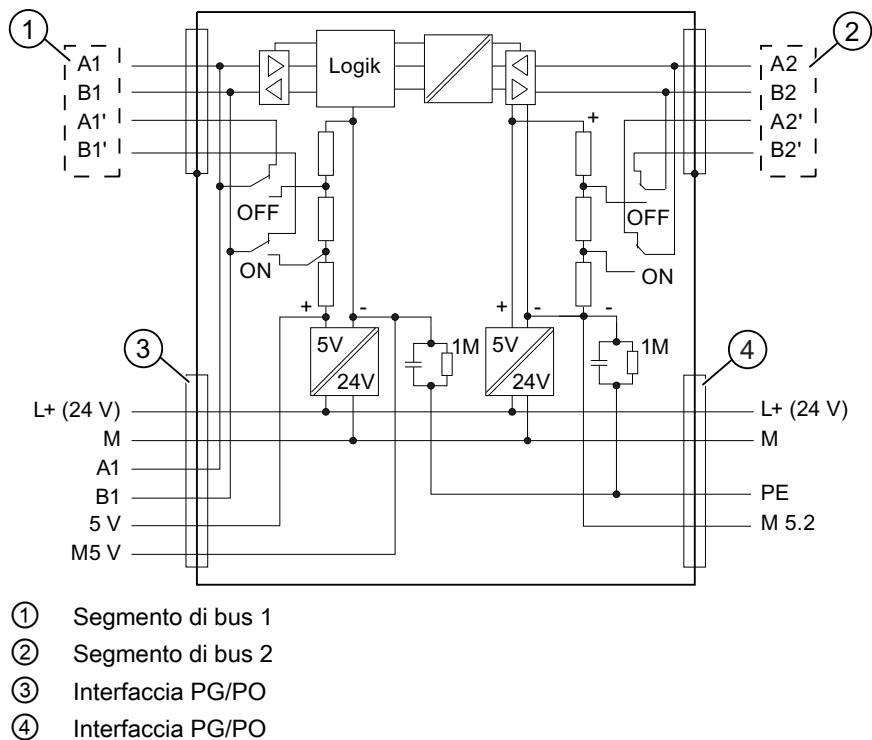 1
2
A1
B1
A1'
B1'
Logik
A2
B2
A2'
B2'
+
OFF
ON
OFF
ON
+
-
+
-
-
5V
24V
1M
5V
24V
1M
3
4
L+ (24 V)
M
A1
B1
5 V
M5 V
L+ (24 V)
M
PE
M 5.2
① Segmento di bus 1
② Segmento di bus 2
③ Interfaccia PG/PO
④ Interfaccia PG/PO